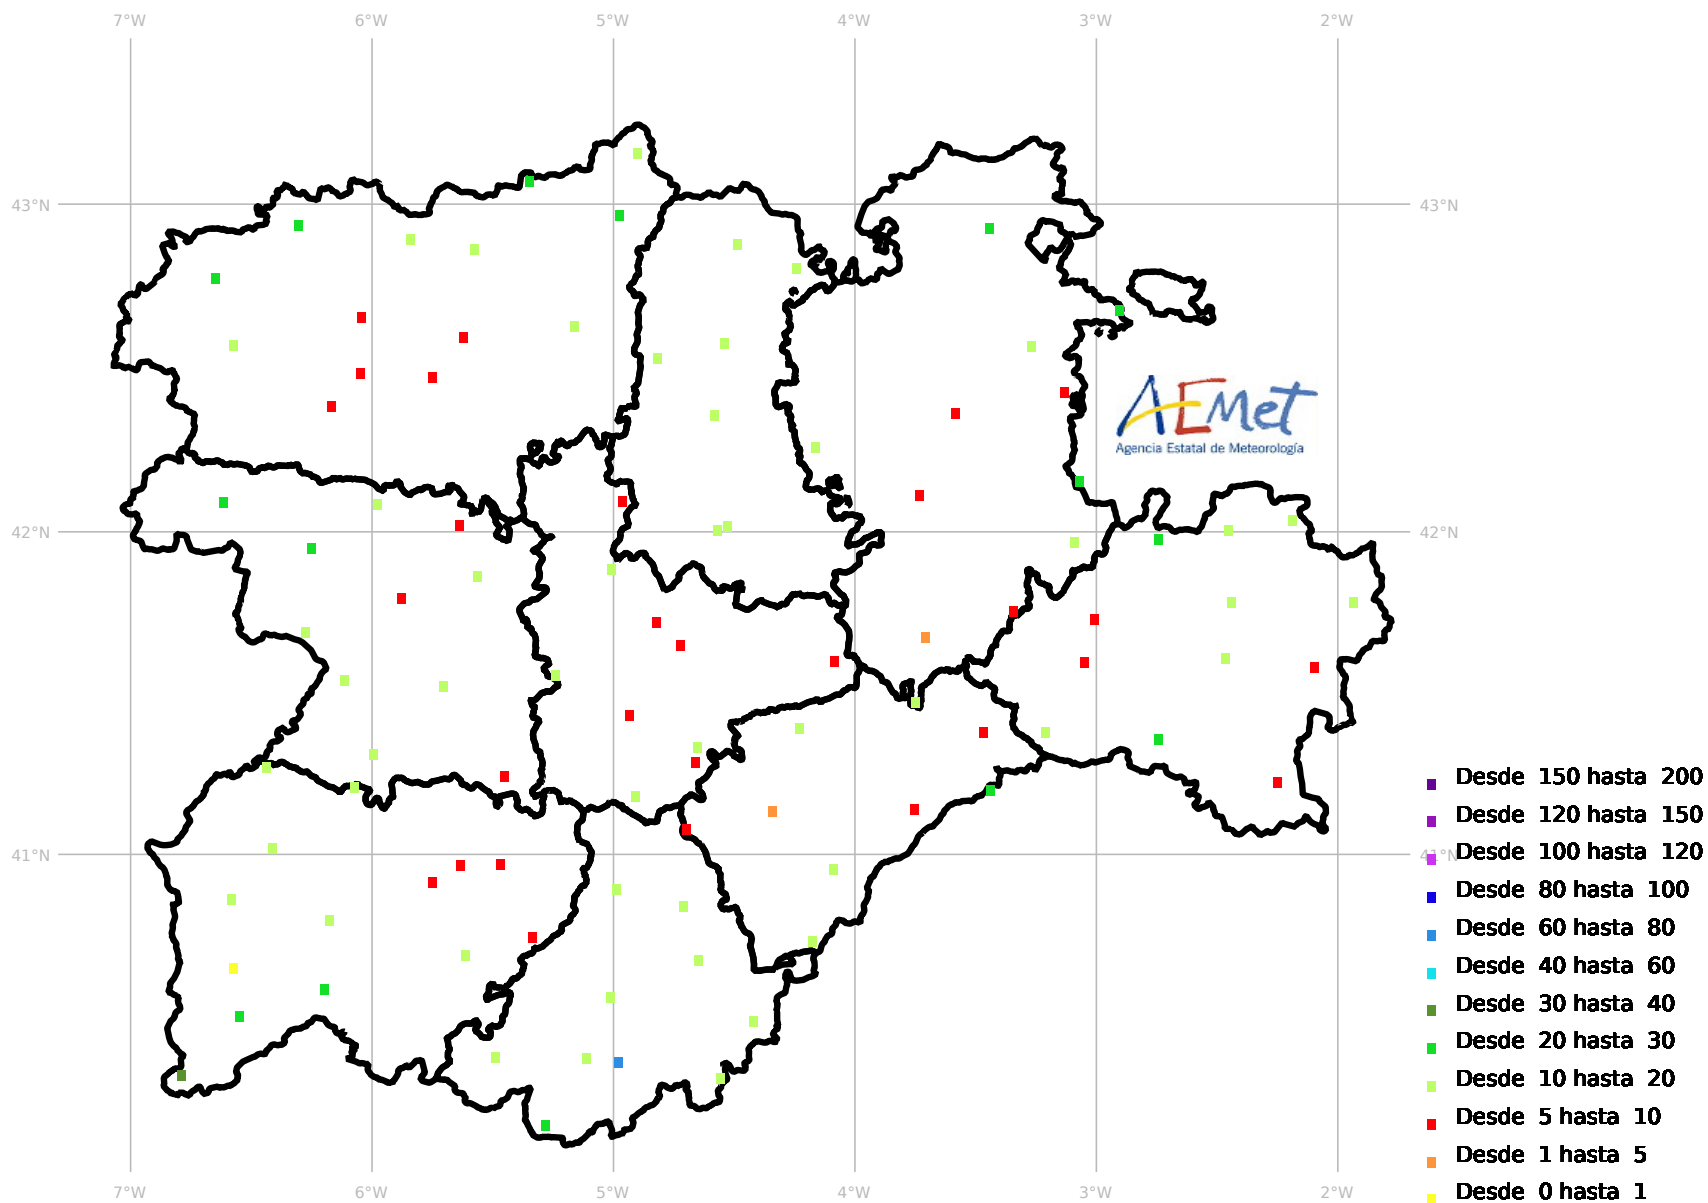 7°W 6°W 5°W 4°W 3°W 2°W
43°N 43°N
AEMet
Agencia Estatal de Meteorología
42°N 42°N
Desde 150 hasta 200
Desde 120 hasta 150
41°N 41°N
Desde 100 hasta 120
Desde 80 hasta 100
Desde 60 hasta 80
Desde 40 hasta 60
Desde 30 hasta 40
Desde 20 hasta 30
Desde 10 hasta 20
Desde 5 hasta 10
Desde 1 hasta 5
Desde 0 hasta 1
7°W 6°W 5°W 4°W 3°W 2°W